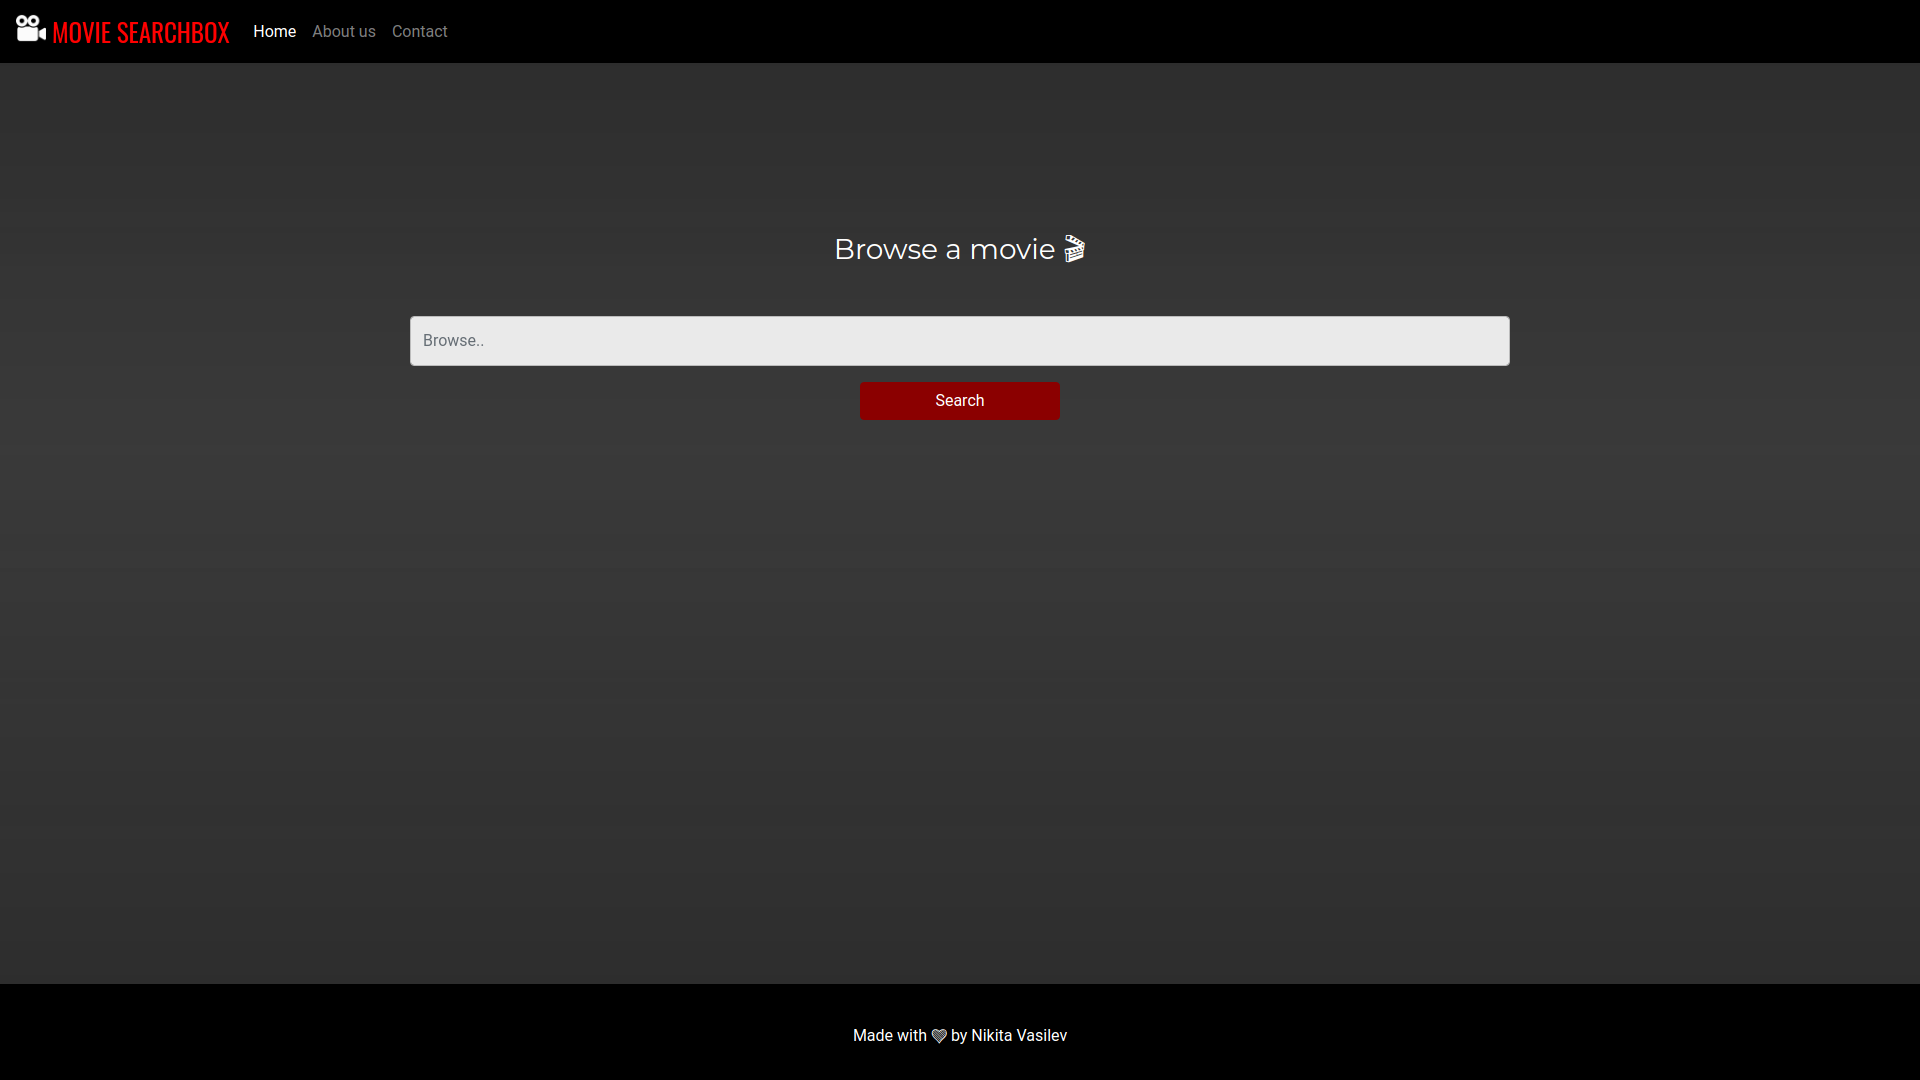 MOVIE SEARCHBOX Home About us Contact
Browse a movie
Browse..
Search
Made with by Nikita Vasilev